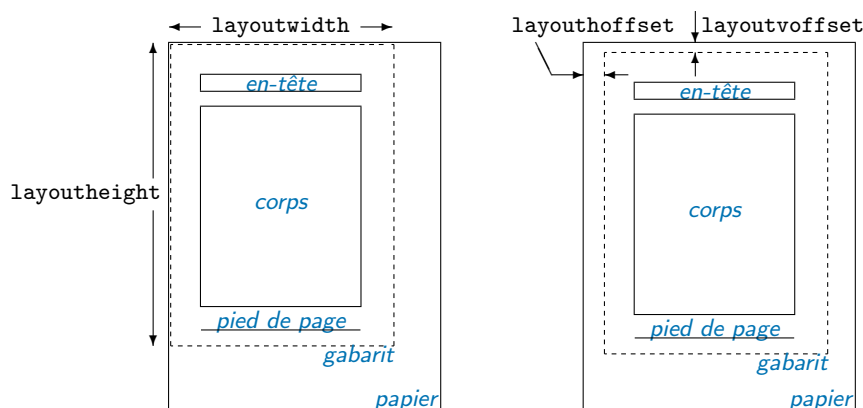 layoutwidth
en-tête
layoutheight
corps
pied de page
gabarit
papier
layouthoffset
layoutvoffset
en-tête
corps
pied de page
gabarit
papier